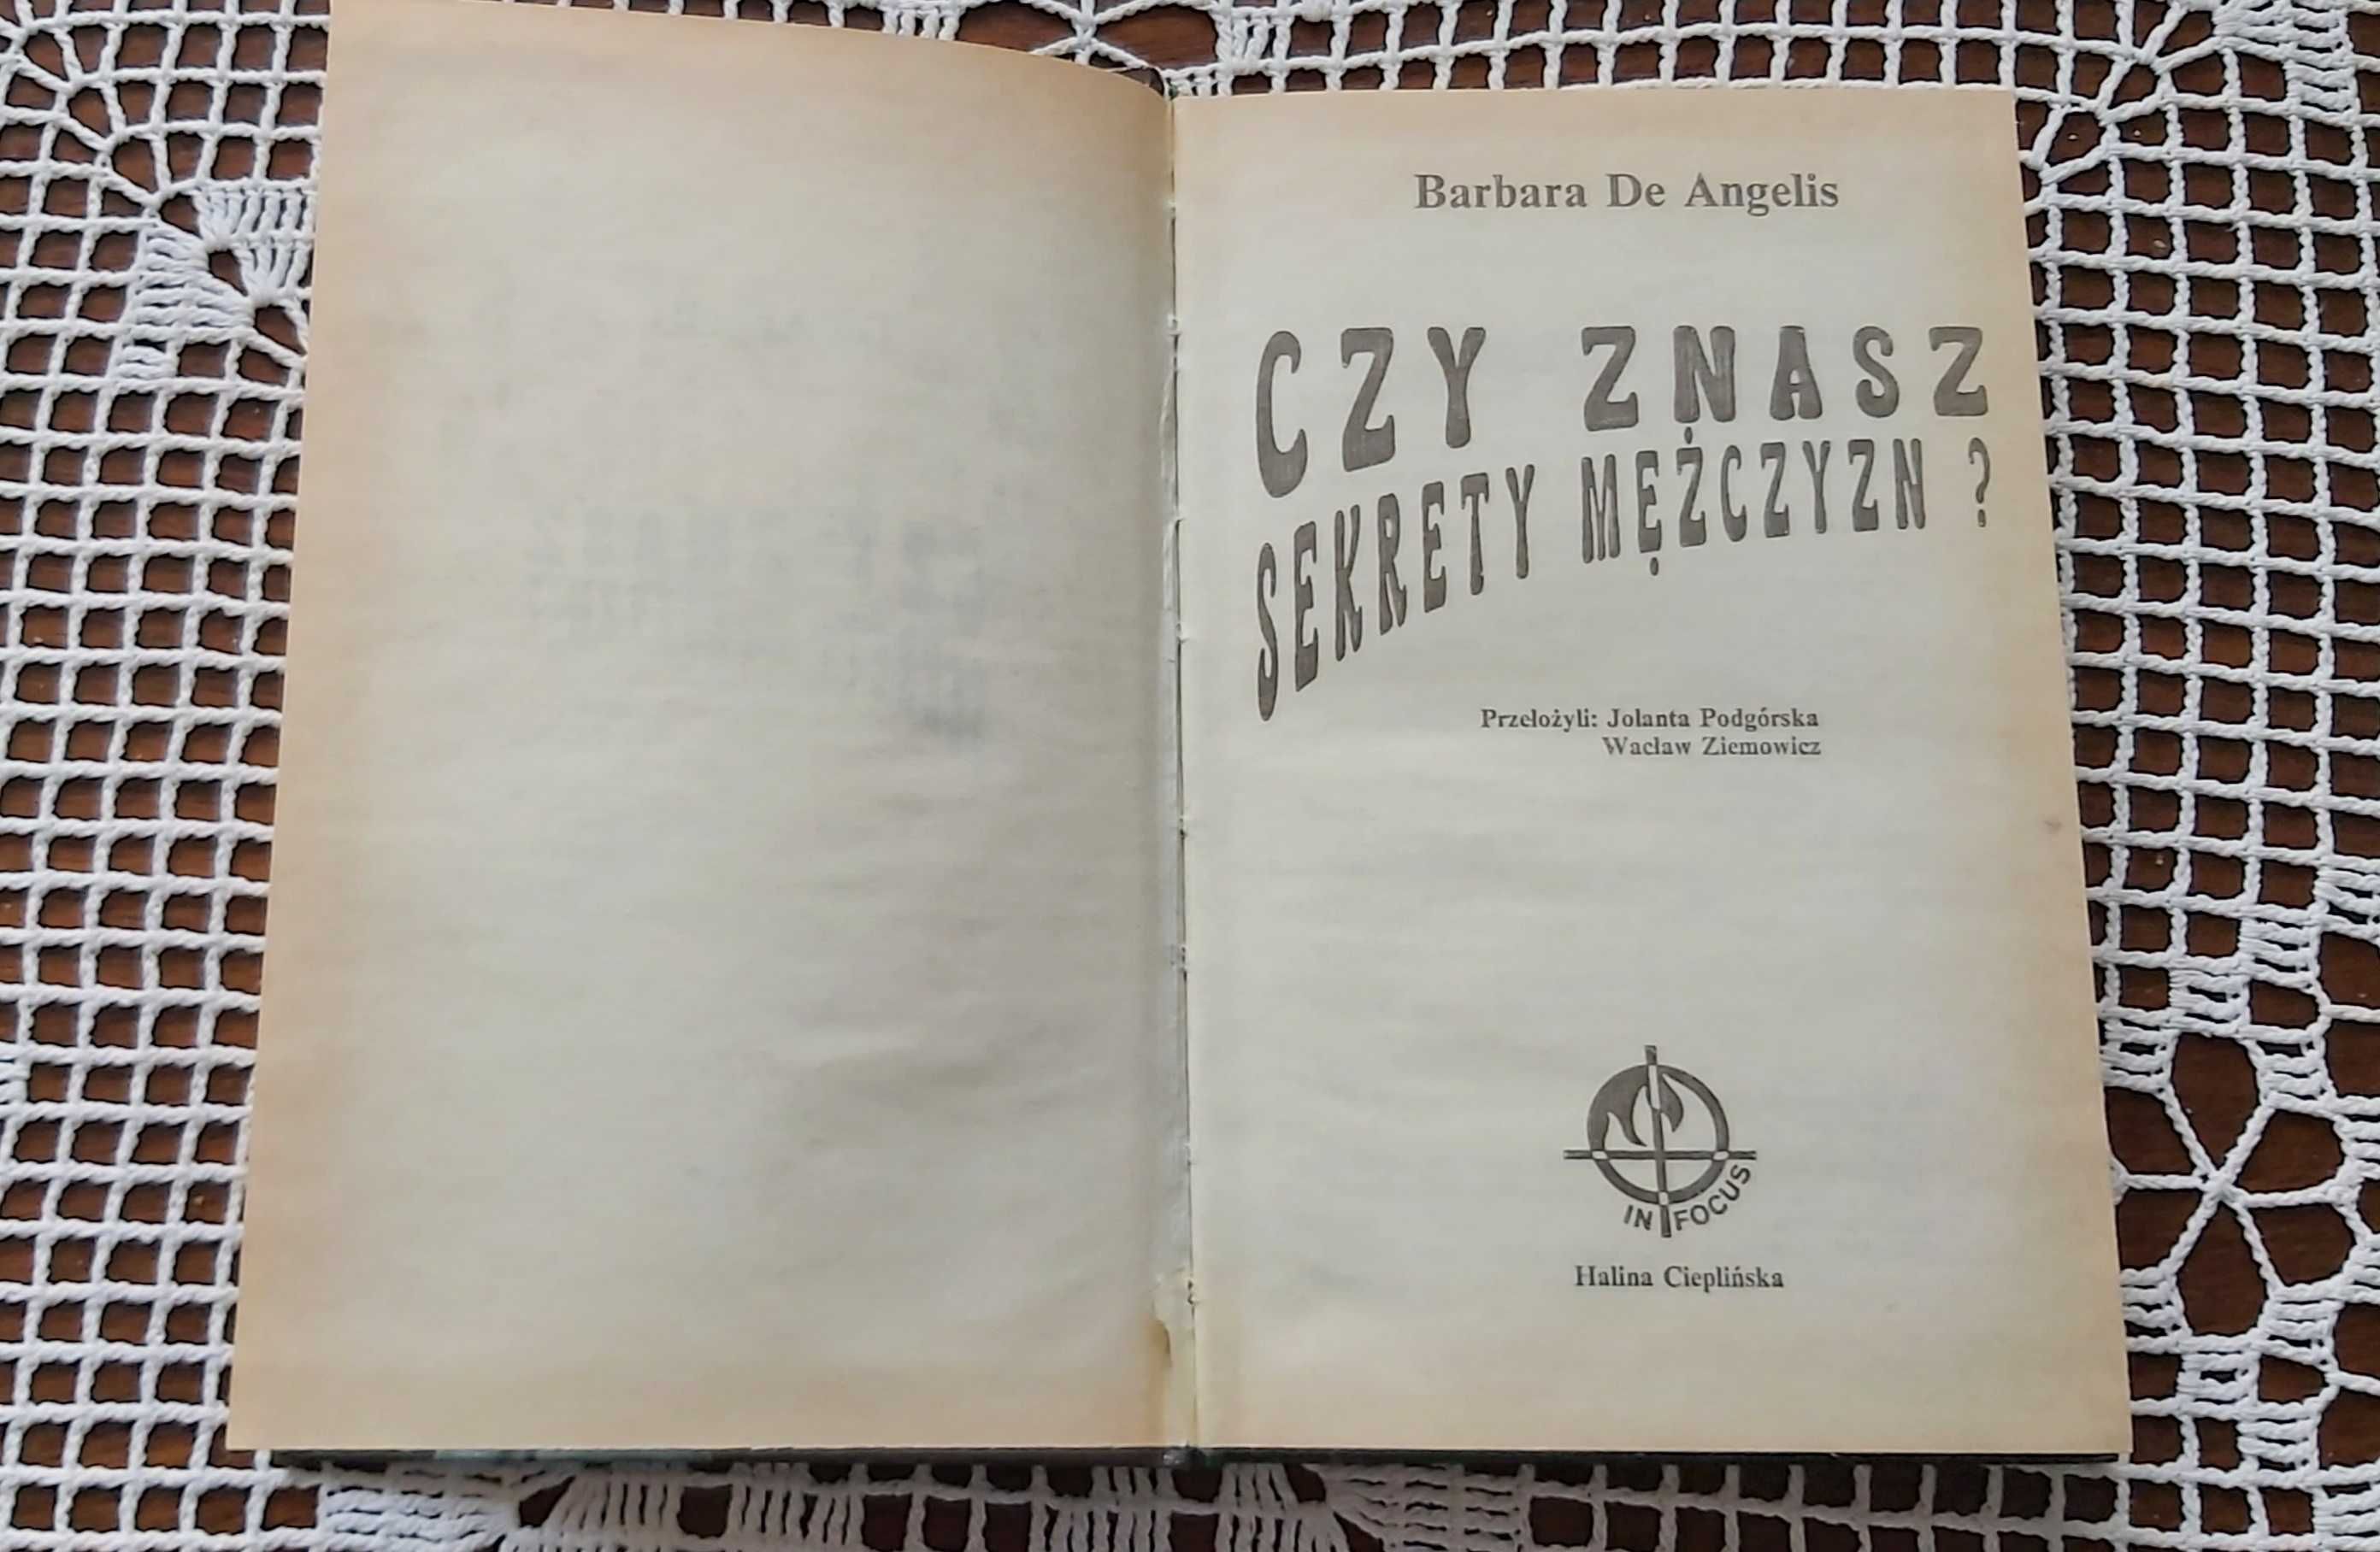 Barbara De Angelis
CZY ZNASZ
SEKRETY MĘŻCZYZN ?
Przełożyli: Jolanta Podgórska
Wacław Ziemowicz
IN FOCUS
Halina Cieplińska